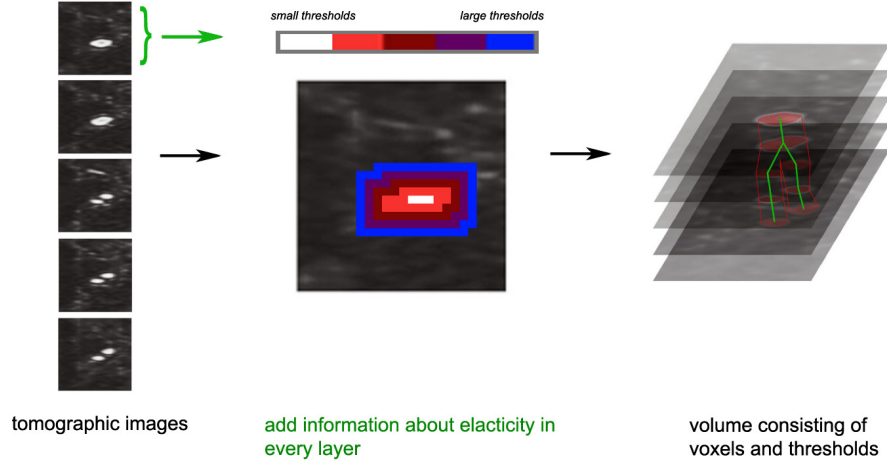 small thresholds
large thresholds
tomographic images
add information about elacticity in
every layer
volume consisting of
voxels and thresholds